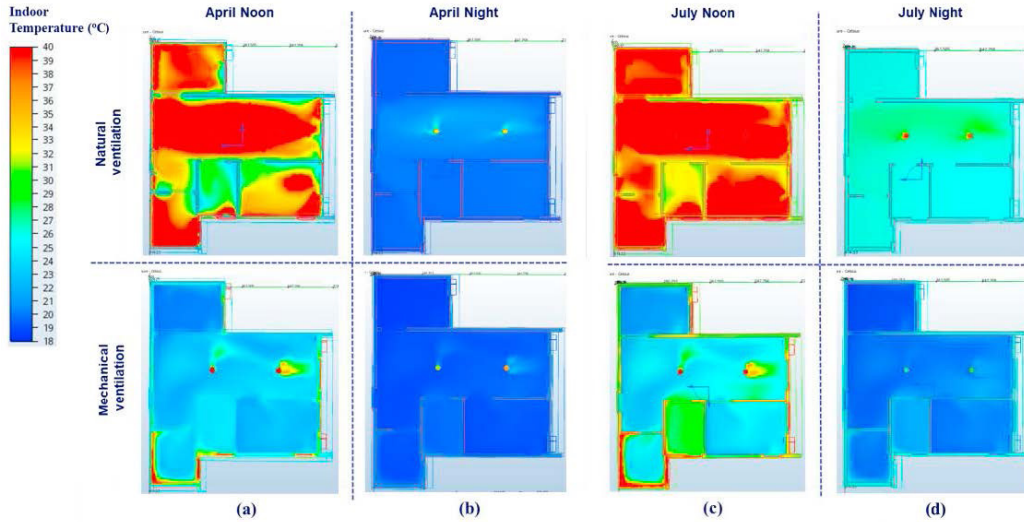 Indoor
Temperature (°C)
April Noon
April Night
July Noon
July Night
40
39
38
37
36
35
34
33
32
31
30
29
28
27
26
25
24
23
22
21
20
19
18
Natural
ventilation
Mechanical
ventilation
(a)
(b)
(c)
(d)